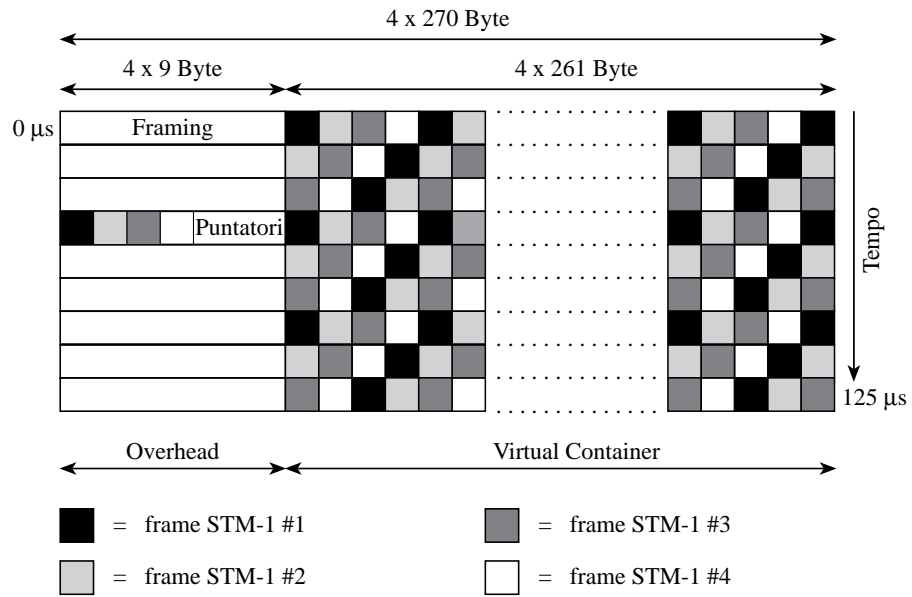 4 x 270 Byte
4 x 9 Byte
4 x 261 Byte
0 μs
Framing
Puntatori
Tempo
125 μs
Overhead
Virtual Container
= frame STM-1 #1
= frame STM-1 #3
= frame STM-1 #2
= frame STM-1 #4